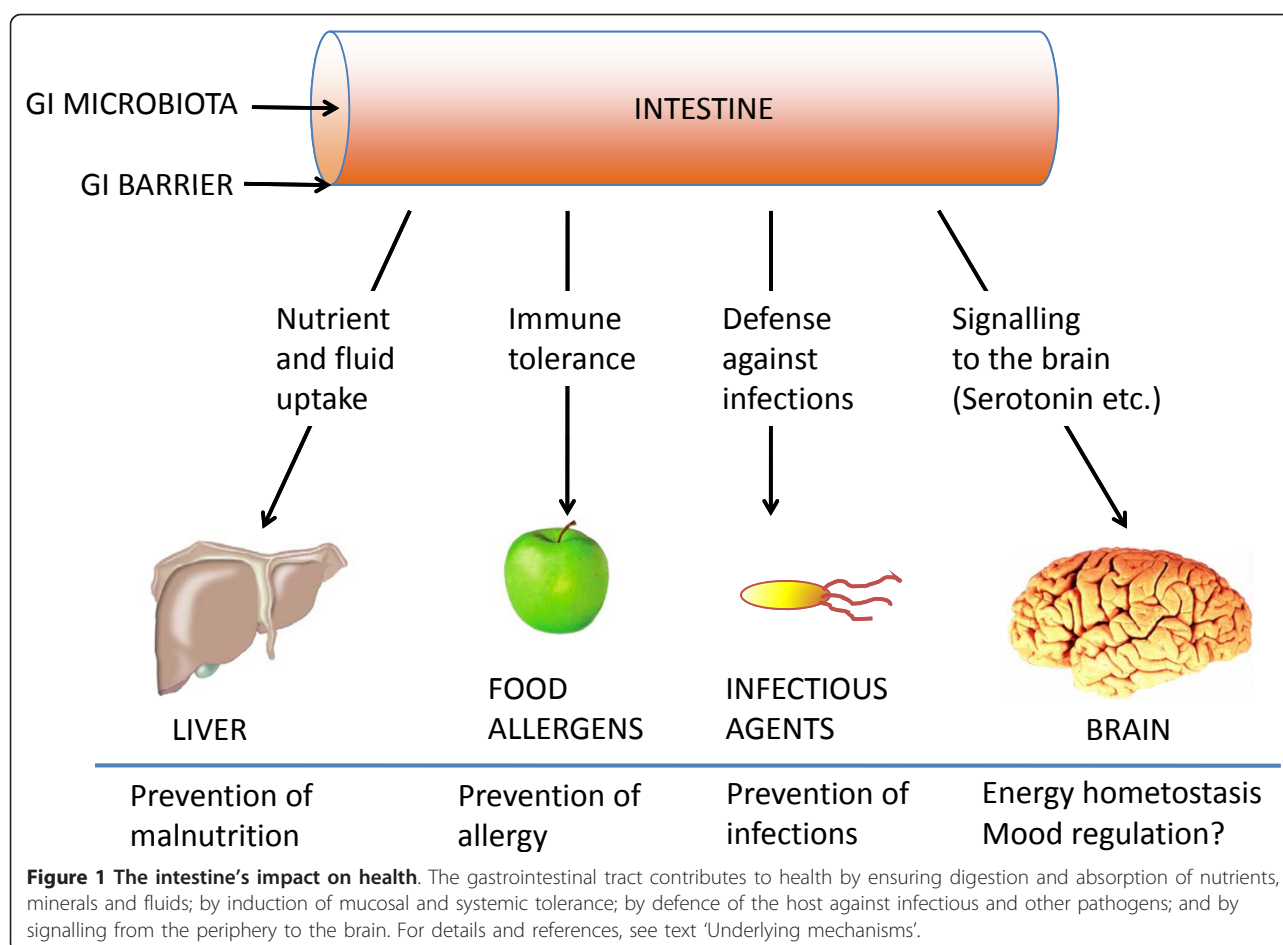 GI MICROBIOTA
INTESTINE
GI BARRIER
Nutrient
and fluid
uptake
Immune
tolerance
Defense
against
infections
Signalling
to the brain
(Serotonin etc.)
LIVER
FOOD
ALLERGENS
INFECTIOUS
AGENTS
BRAIN
Prevention of
malnutrition
Prevention of
allergy
Prevention of
infections
Energy hometostasis
Mood regulation?
Figure 1 The intestine's impact on health. The gastrointestinal tract contributes to health by ensuring digestion and absorption of nutrients,
minerals and fluids; by induction of mucosal and systemic tolerance; by defence of the host against infectious and other pathogens; and by
signalling from the periphery to the brain. For details and references, see text 'Underlying mechanisms'.